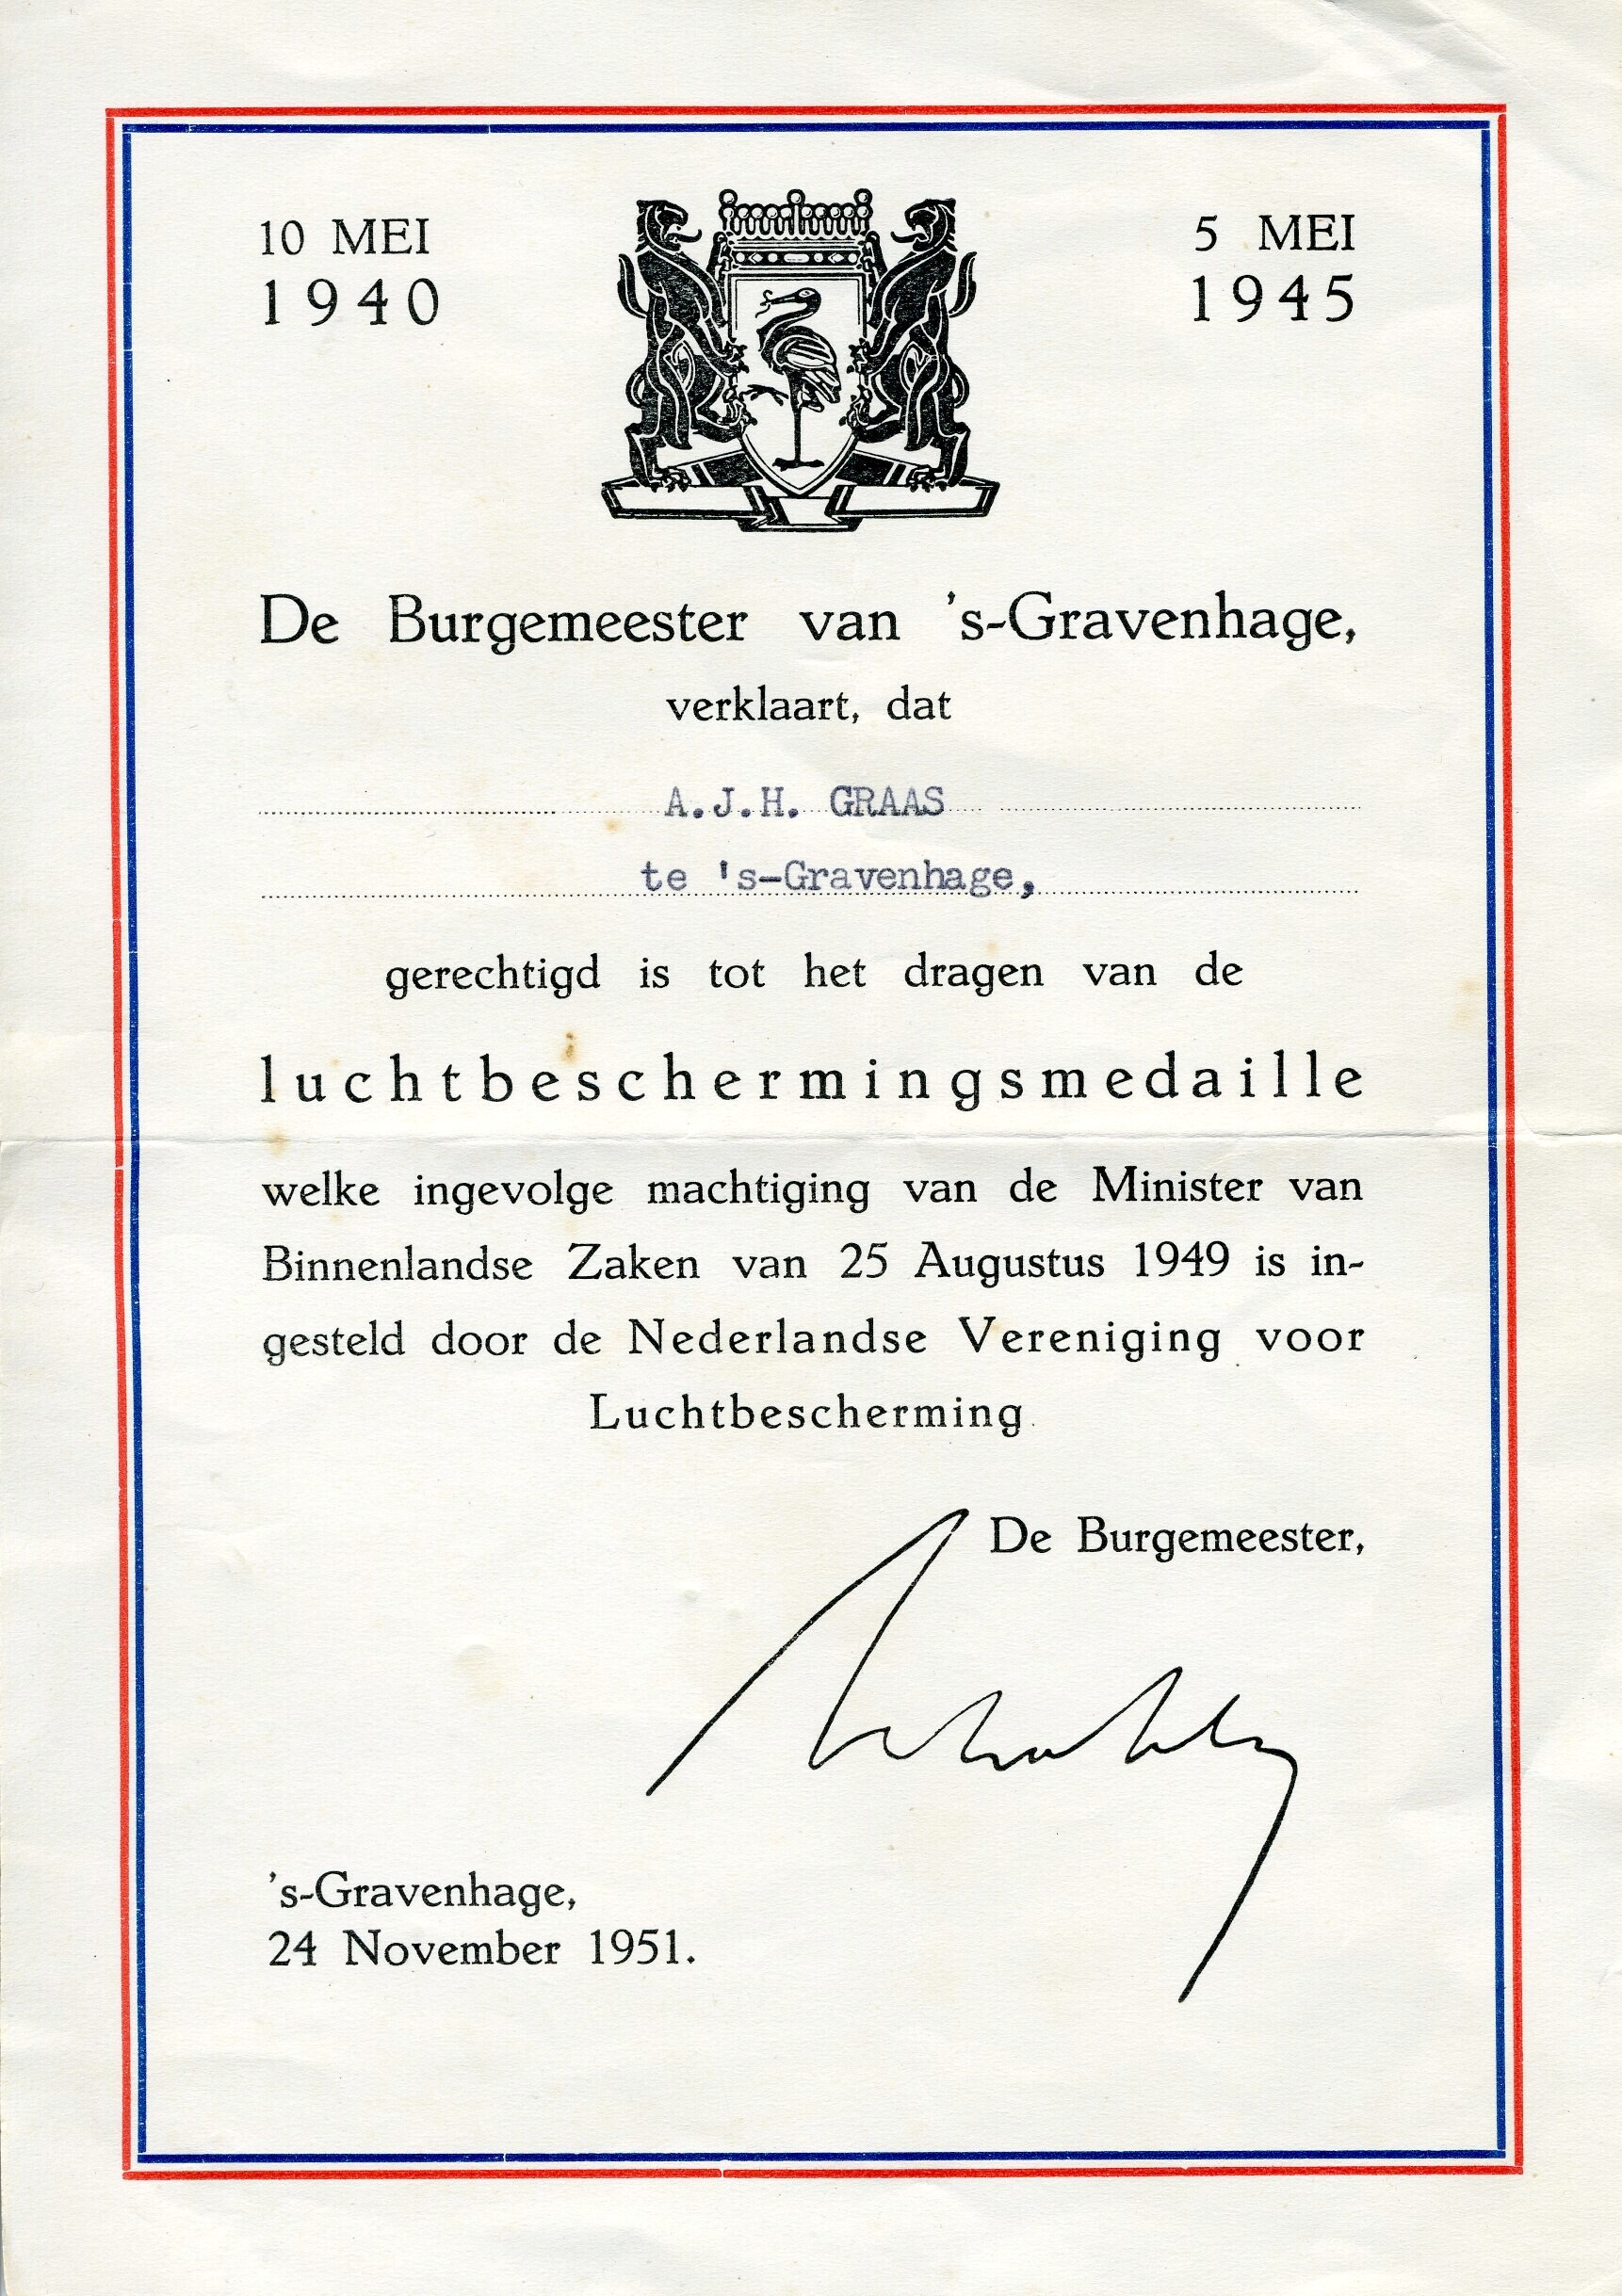 10 MEI
1940
5 MEI
1945
De Burgemeester van 's-Gravenhage,
verklaart, dat
A.J.H. GRAAS
te 's-Gravenhage,
gerechtigd is tot het dragen van de
luchtbeschermingsmedaille
welke ingevolge machtiging van de Minister van
Binnenlandse Zaken van 25 Augustus 1949 is in-
gesteld door de Nederlandse Vereniging voor
Luchtbescherming.
De Burgemeester,
's-Gravenhage,
24 November 1951.